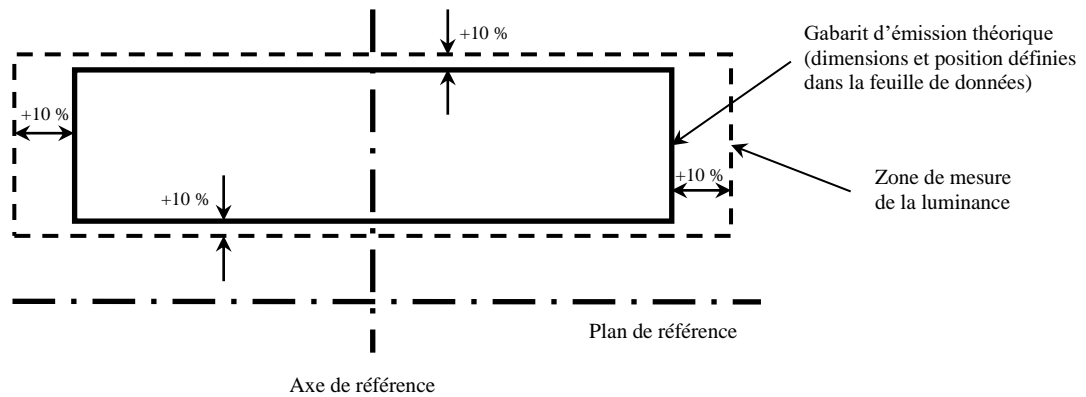 +10 %
Gabarit d'émission théorique
(dimensions et position définies
dans la feuille de données)
+10 %
+10 %
+10 %
Zone de mesure
de la luminance
Plan de référence
Axe de référence